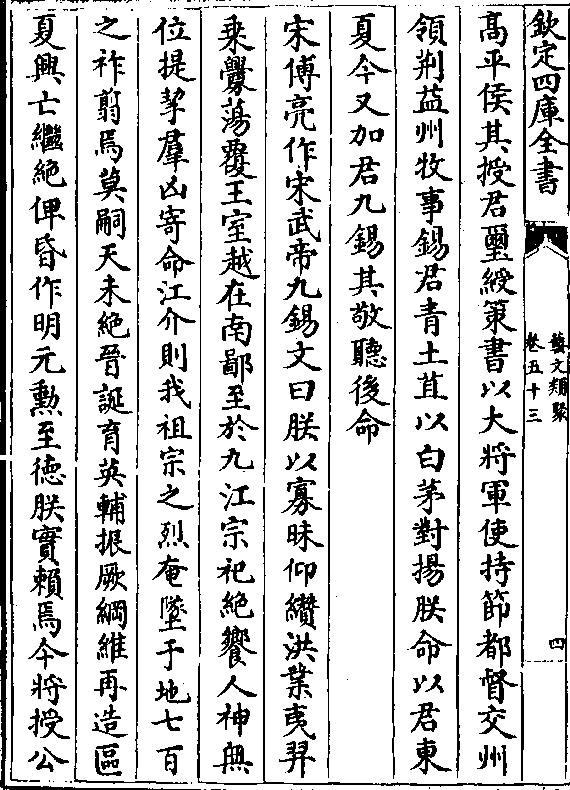 欽定四庫全書
藝文類聚
卷五十三
四
高平侯其授君璽綬策書以大將軍使持節都督交州
領荆益州牧事錫君青土苴以白茅對揚朕命以君東
夏今又加君九錫其敬聽後命
宋傅亮作宋武帝九錫文曰朕以寡昧仰纉洪業夷羿
乗釁蕩覆王室越在南鄙至於九江宗祀絶饗人神無
位提挈羣凶寄命江介則我祖宗之烈奄墜于地七百
之祚翦焉莫嗣天未絶晉誕育英輔振厥綱維再造區
夏興亡繼絶俾昏作明元勲至徳朕實賴焉今將授公